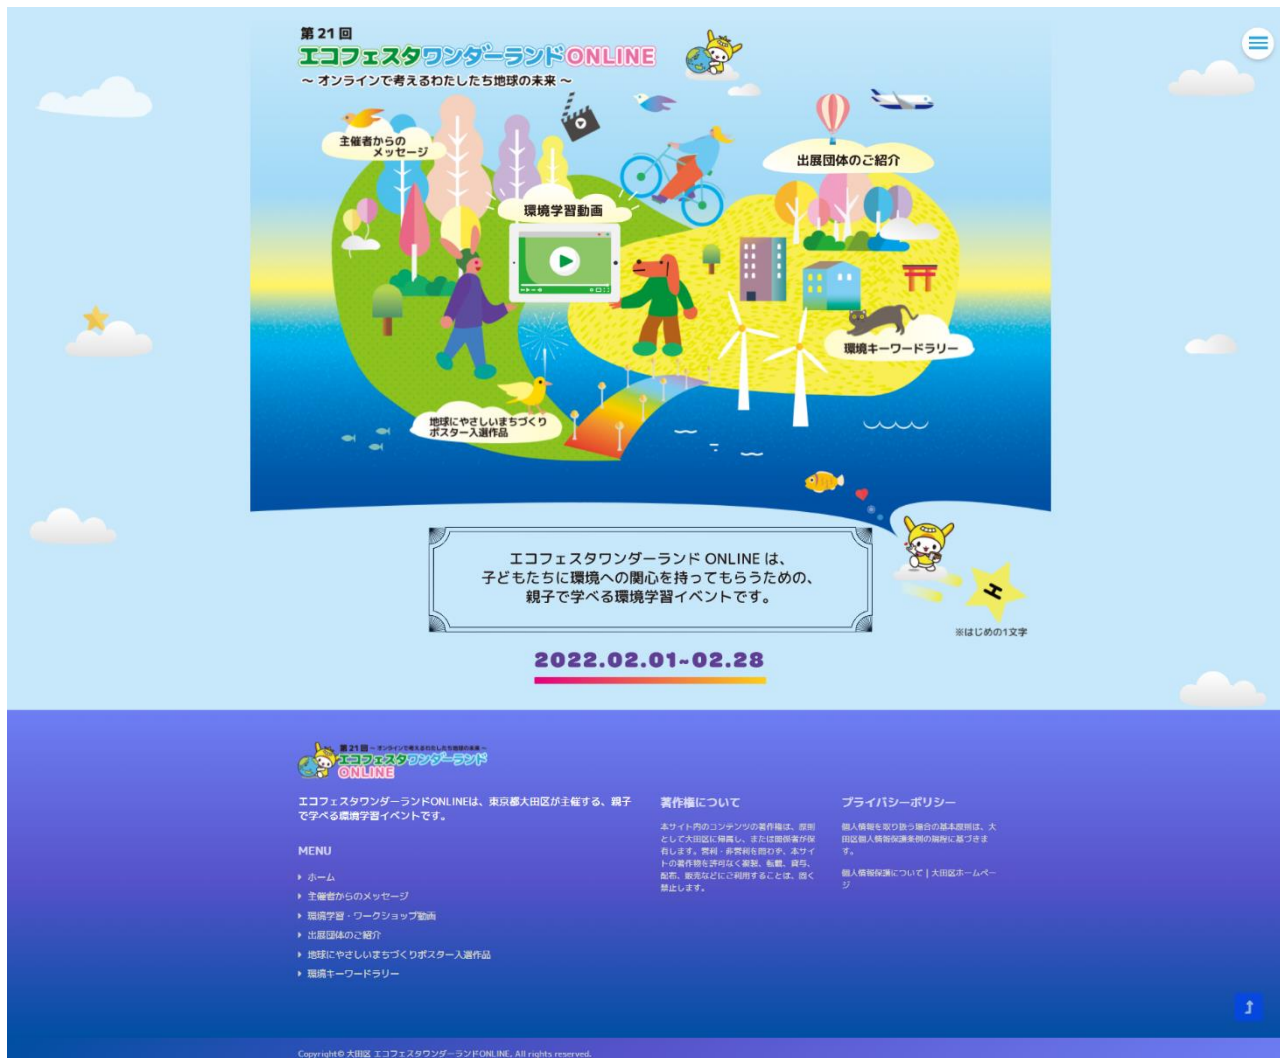 第21回
エコフェスタワンダーランドONLINE
～ オンラインで考えるわたしたち地球の未来 ～
主催者からの
メッセージ
出展団体のご紹介
環境学習動画
環境キーワードラリー
地球にやさしいまちづくり
ポスター入選作品
エコフェスタワンダーランド ONLINE は、
子どもたちに環境への関心を持ってもらうための、
親子で学べる環境学習イベントです。
エ
※はじめの1文字
2022.02.01~02.28
第21回 ～ オンラインで考えるわたしたち地球の未来 ～
エコフェスタワンダーランド
ONLINE
エコフェスタワンダーランドONLINEは、東京都大田区が主催する、親子
で学べる環境学習イベントです。
MENU
ホーム
主催者からのメッセージ
環境学習・ワークショップ動画
出展団体のご紹介
地球にやさしいまちづくりポスター入選作品
環境キーワードラリー
著作権について
本サイト内のコンテンツの著作権は、原則
として大田区に帰属し、または関係者が保
有します。営利・非営利を問わず、本サイ
トの著作物を許可なく複製、転載、貸与、
配布、販売などにご利用することは、固く
禁止します。
プライバシーポリシー
個人情報を取り扱う場合の基本原則は、大
田区個人情報保護条例の規程に基づきま
す。
個人情報保護について | 大田区ホームペー
ジ
Copyright© 大田区 エコフェスタワンダーランドONLINE. All rights reserved.